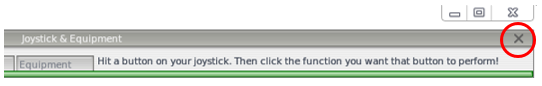 Joystick & Equipment
Equipment
Hit a button on your joystick. Then click the function you want that button to perform!